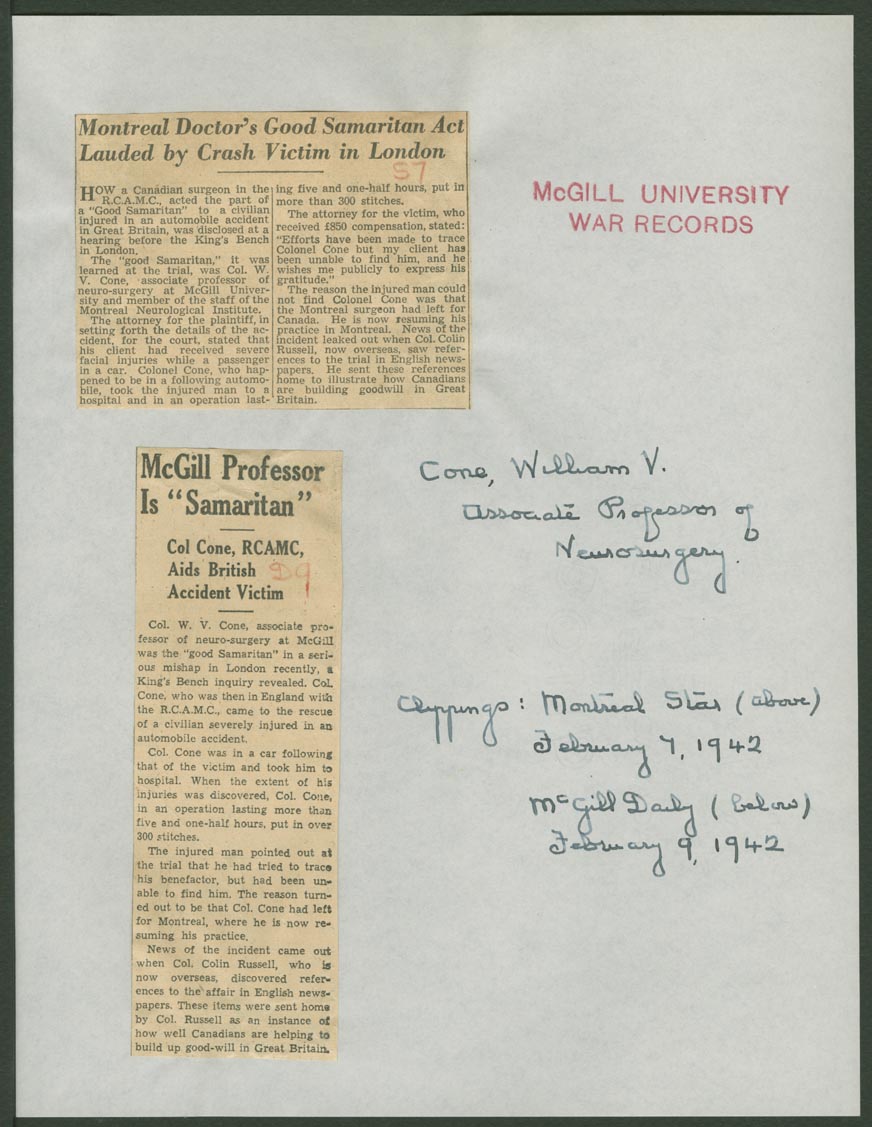 Montreal Doctor's Good Samaritan Act
Lauded by Crash Victim in London
S7
HOW a Canadian surgeon in the
R.C.A.M.C., acted the part of
a "Good Samaritan" to a civilian
injured in an automobile accident
in Great Britain, was disclosed at a
hearing before the King's Bench
in London.
The "good Samaritan," it was
learned at the trial, was Col. W.
V. Cone, associate professor of
neuro-surgery at McGill Univer-
sity and member of the staff of the
Montreal Neurological Institute.
The attorney for the plaintiff, in
setting forth the details of the ac-
cident, for the court, stated that
his client had received severe
facial injuries while a passenger
in a car. Colonel Cone, who hap-
pened to be in a following automo-
bile, took the injured man to a
hospital and in an operation last-
ing five and one-half hours, put in
more than 300 stitches.
The attorney for the victim, who
received £850 compensation, stated:
"Efforts have been made to trace
Colonel Cone but my client has
been unable to find him, and he
wishes me publicly to express his
gratitude."
The reason the injured man could
not find Colonel Cone was that
the Montreal surgeon had left for
Canada. He is now resuming his
practice in Montreal. News of the
incident leaked out when Col. Colin
Russell, now overseas, saw refer-
ences to the trial in English news-
papers. He sent these references
home to illustrate how Canadians
are building goodwill in Great
Britain.
McGILL UNIVERSITY
WAR RECORDS
McGill Professor
Is "Samaritan"
Col Cone, RCAMC,
Aids British
Accident Victim
D9
Col. W. V. Cone, associate pro-
fessor of neuro-surgery at McGill
was the "good Samaritan" in a seri-
ous mishap in London recently, a
King's Bench inquiry revealed. Col.
Cone, who was then in England with
the R.C.A.M.C., came to the rescue
of a civilian severely injured in an
automobile accident.
Col. Cone was in a car following
that of the victim and took him to
hospital. When the extent of his
injuries was discovered, Col. Cone,
in an operation lasting more than
five and one-half hours, put in over
300 stitches.
The injured man pointed out at
the trial that he had tried to trace
his benefactor, but had been un-
able to find him. The reason turn-
ed out to be that Col. Cone had left
for Montreal, where he is now re-
suming his practice.
News of the incident came out
when Col. Colin Russell, who is
now overseas, discovered refer-
ences to the affair in English news-
papers. These items were sent home
by Col. Russell as an instance of
how well Canadians are helping to
build up good-will in Great Britain.
Cone, William V.
Associate Professor of
Neurosurgery.
Clippings: Montreal Star (above)
February 7, 1942
McGill Daily (below)
February 9, 1942